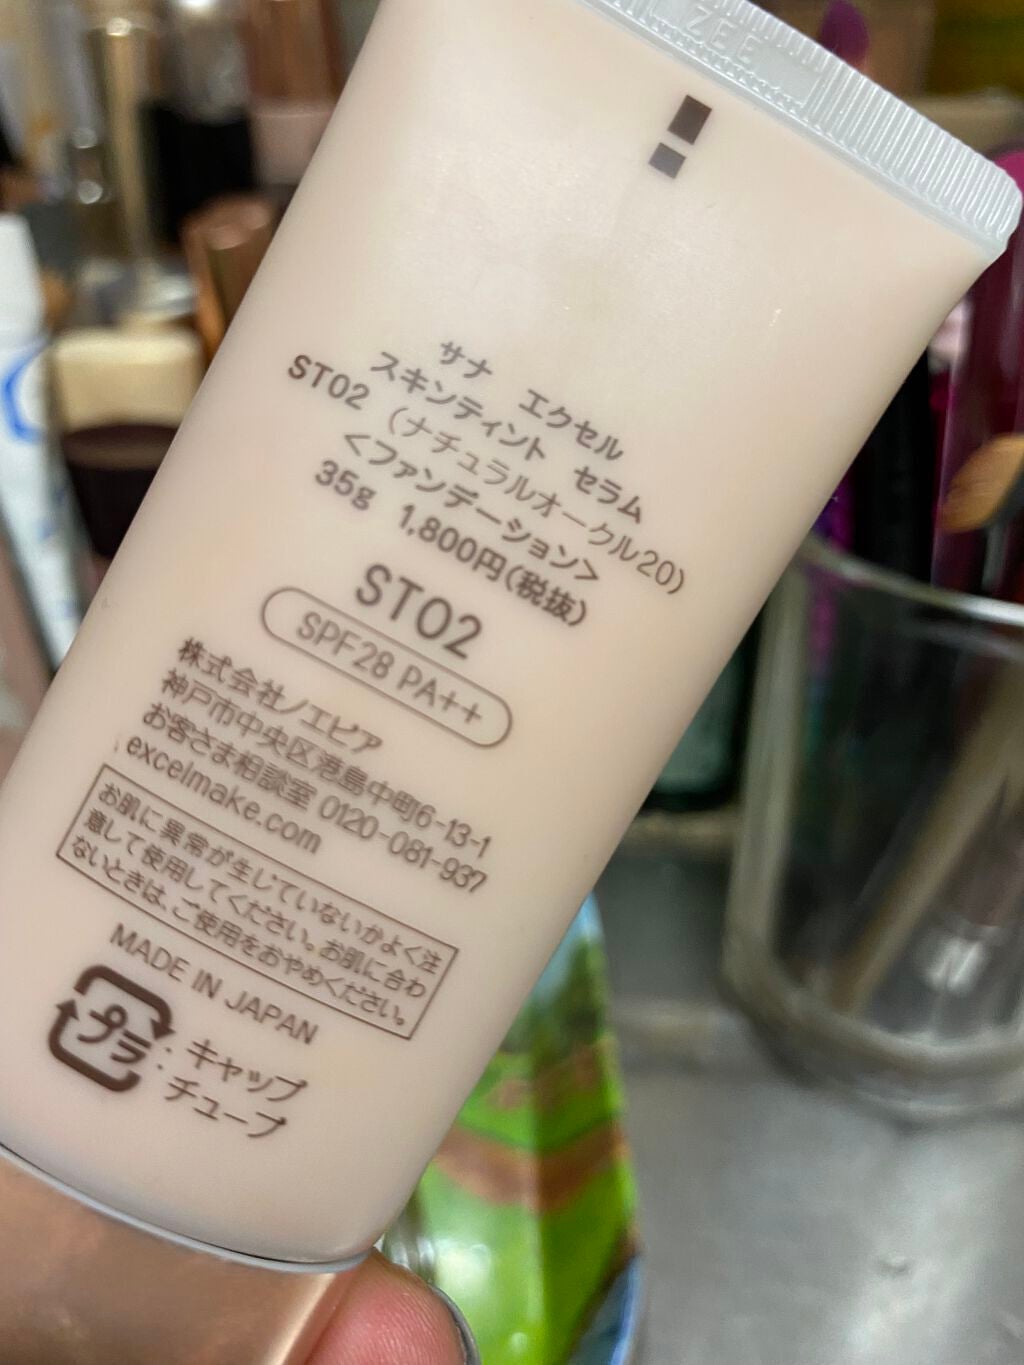 ZEE
サナ エクセル
スキンティント セラム
ST02 (ナチュラルオークル20)
<ファンデーション>
35g 1,800円(税抜)
ST02
SPF28 PA++
株式会社ノエビア
神戸市中央区港島中町6-13-1
お客さま相談室 0120-081-937
excelmake.com
お肌に異常が生じていないかよく注
意して使用してください。お肌に合わ
ないときは、ご使用をおやめください。
MADE IN JAPAN
プラ : キャップ
: チューブ